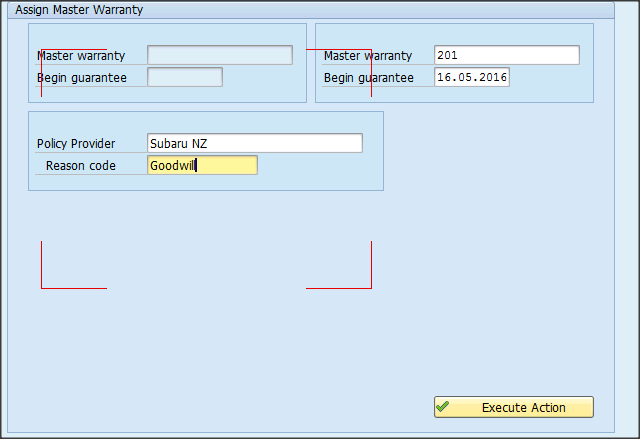 Assign Master Warranty
Master warranty
Begin guarantee
Master warranty 201
Begin guarantee 16.05.2016
Policy Provider Subaru NZ
Reason code Goodwill
Execute Action